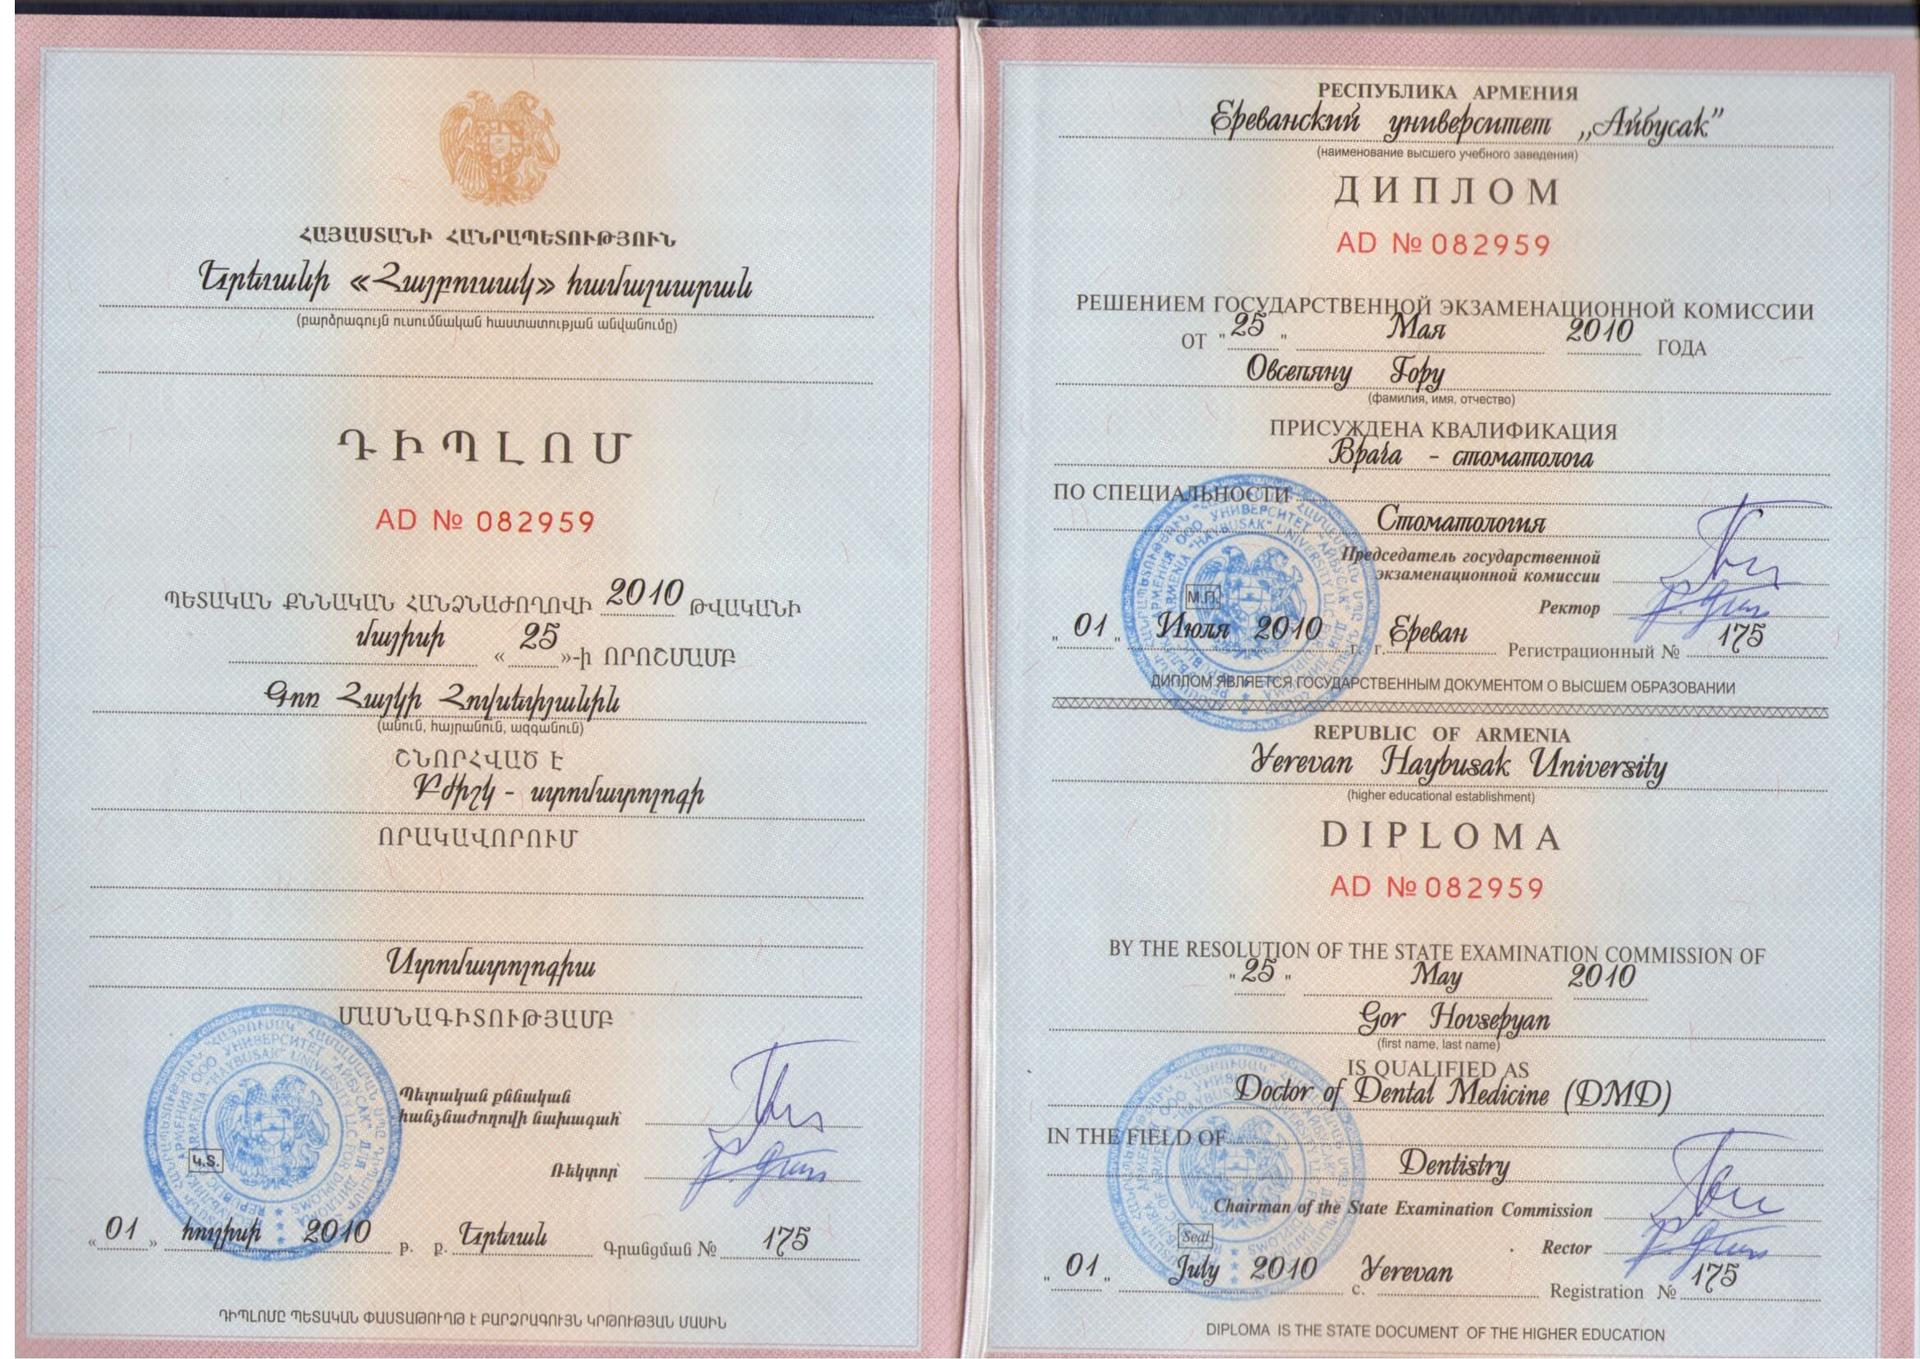 ՀԱՅԱՍՏԱՆԻ ՀԱՆՐԱՊԵՏՈՒԹՅՈՒՆ
Երևանի «Հայբուսակ» համալսարան
(բարձրագույն ուսումնական հաստատության անվանումը)
ԴԻՊԼՈՄ
AD № 082959
ՊԵՏԱԿԱՆ ՔՆՆԱԿԱՆ ՀԱՆՁՆԱԺՈՂՈՎԻ 2010 ԹՎԱԿԱՆԻ
մայիսի «25»-ի ՈՐՈՇՄԱՄԲ
Գոռ Հայկի Հովսեփյանին
(անուն, հայրանուն, ազգանուն)
ՇՆՈՐՀՎԱԾ Է
Բժիշկ - ստոմատոլոգի
ՈՐԱԿԱՎՈՐՈՒՄ
Ստոմատոլոգիա
ՄԱՍՆԱԳԻՏՈՒԹՅԱՄԲ
Պետական քննական
հանձնաժողովի նախագահ՝
Ռեկտոր՝
Կ.Տ.
«01» հուլիսի 2010 թ. ք. Երևան Գրանցման № 175
ԴԻՊԼՈՄԸ ՊԵՏԱԿԱՆ ՓԱՍՏԱԹՈՒՂԹ Է ԲԱՐՁՐԱԳՈՒՅՆ ԿՐԹՈՒԹՅԱՆ ՄԱՍԻՆ
РЕСПУБЛИКА АРМЕНИЯ
Ереванский университет „Айбусак”
(наименование высшего учебного заведения)
ДИПЛОМ
AD № 082959
РЕШЕНИЕМ ГОСУДАРСТВЕННОЙ ЭКЗАМЕНАЦИОННОЙ КОМИССИИ
ОТ "25" Мая 2010 ГОДА
Овсепяну Гору
(фамилия, имя, отчество)
ПРИСУЖДЕНА КВАЛИФИКАЦИЯ
Врача - стоматолога
ПО СПЕЦИАЛЬНОСТИ
Стоматология
Председатель государственной
экзаменационной комиссии
М.П.
Ректор
"01" Июля 2010 г. г. Ереван Регистрационный № 175
ДИПЛОМ ЯВЛЯЕТСЯ ГОСУДАРСТВЕННЫМ ДОКУМЕНТОМ О ВЫСШЕМ ОБРАЗОВАНИИ
REPUBLIC OF ARMENIA
Yerevan Haybusak University
(higher educational establishment)
DIPLOMA
AD № 082959
BY THE RESOLUTION OF THE STATE EXAMINATION COMMISSION OF
"25" May 2010
Gor Hovsepyan
(first name, last name)
IS QUALIFIED AS
Doctor of Dental Medicine (DMD)
IN THE FIELD OF
Dentistry
Chairman of the State Examination Commission
Seal
Rector
"01" July 2010 c. Yerevan Registration № 175
DIPLOMA IS THE STATE DOCUMENT OF THE HIGHER EDUCATION